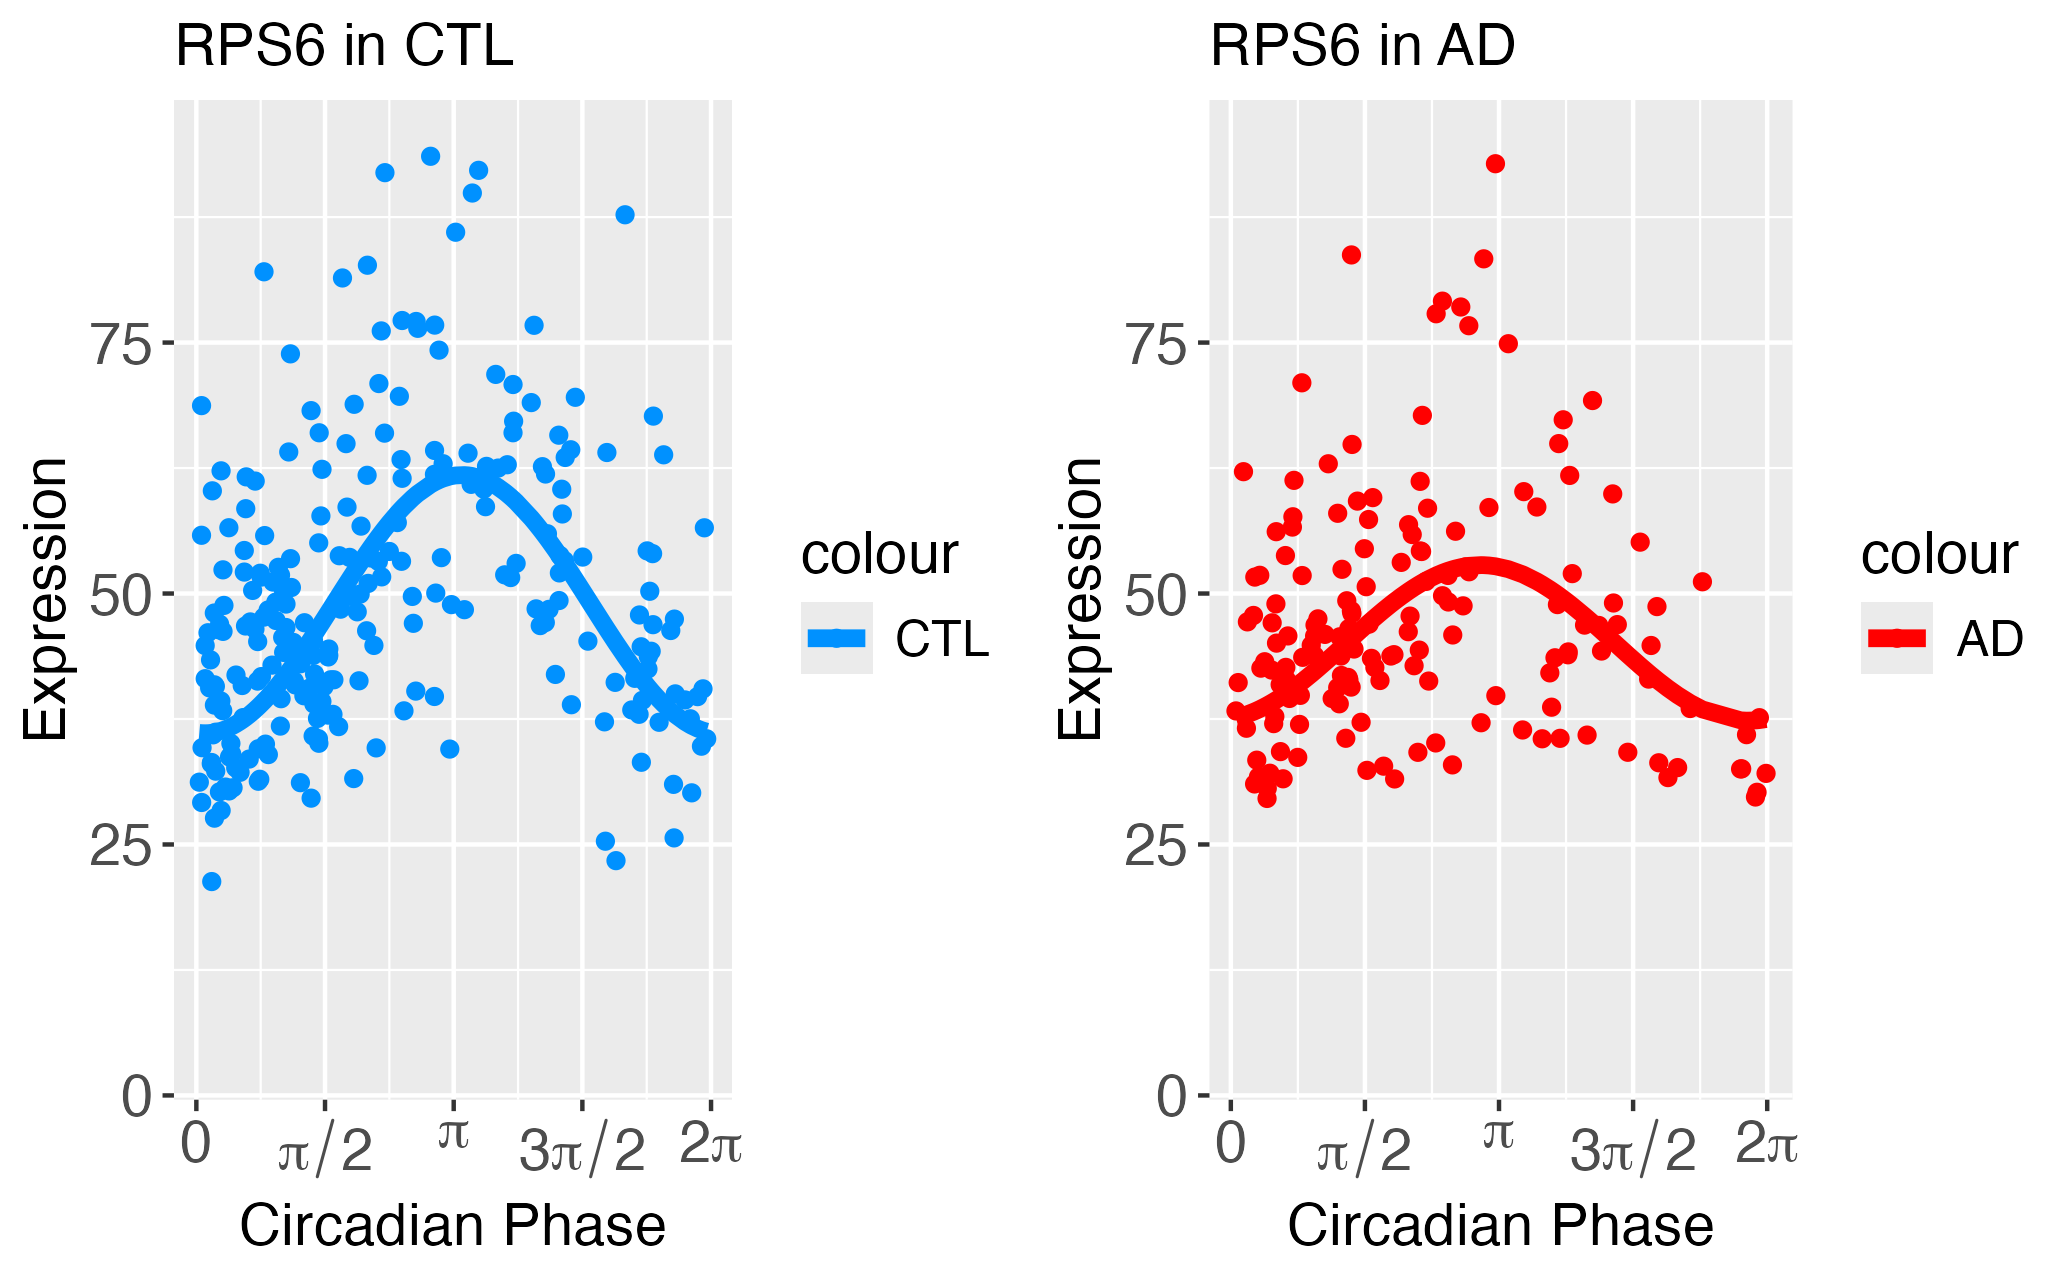 RPS6 in CTL
Expression
75
50
25
0
0
π/2
π
3π/2
2π
Circadian Phase
colour
CTL
RPS6 in AD
Expression
75
50
25
0
0
π/2
π
3π/2
2π
Circadian Phase
colour
AD